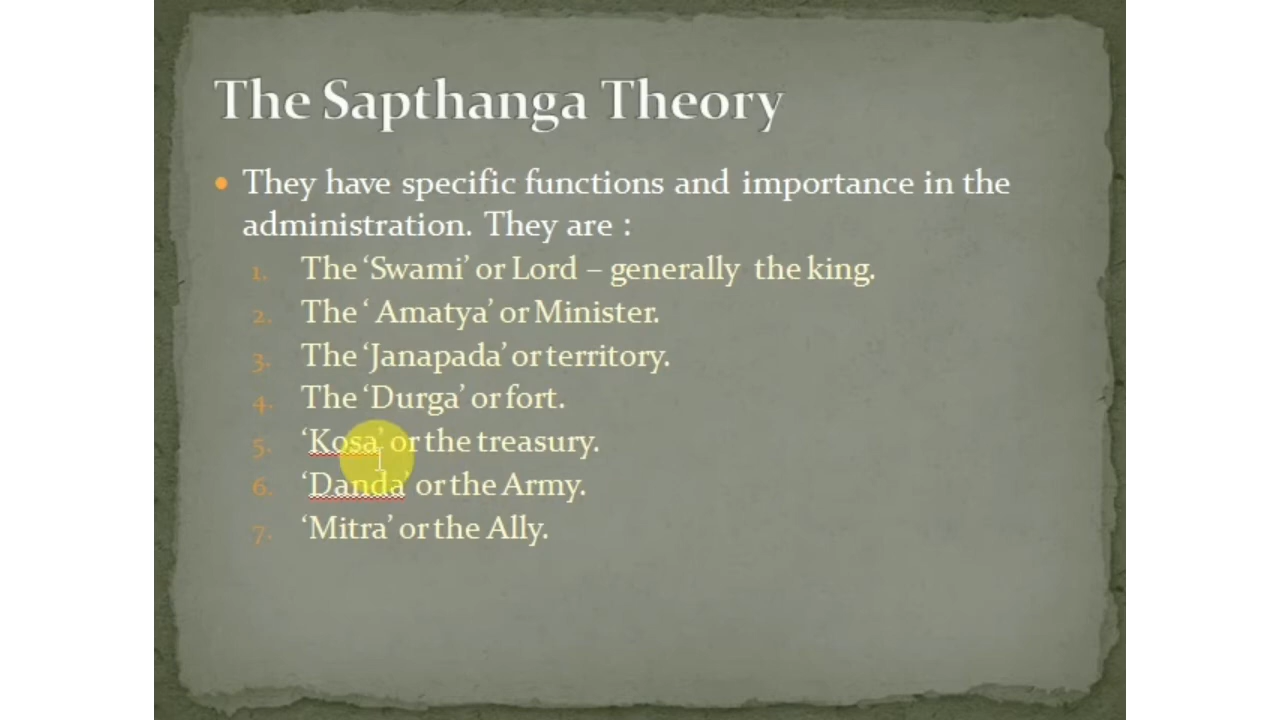 The Sapthanga Theory
• They have specific functions and importance in the
administration. They are :
1. The ‘Swami’ or Lord – generally the king.
2. The ‘ Amatya’ or Minister.
3. The ‘Janapada’ or territory.
4. The ‘Durga’ or fort.
5. ‘Kosa’ or the treasury.
6. ‘Danda’ or the Army.
7. ‘Mitra’ or the Ally.